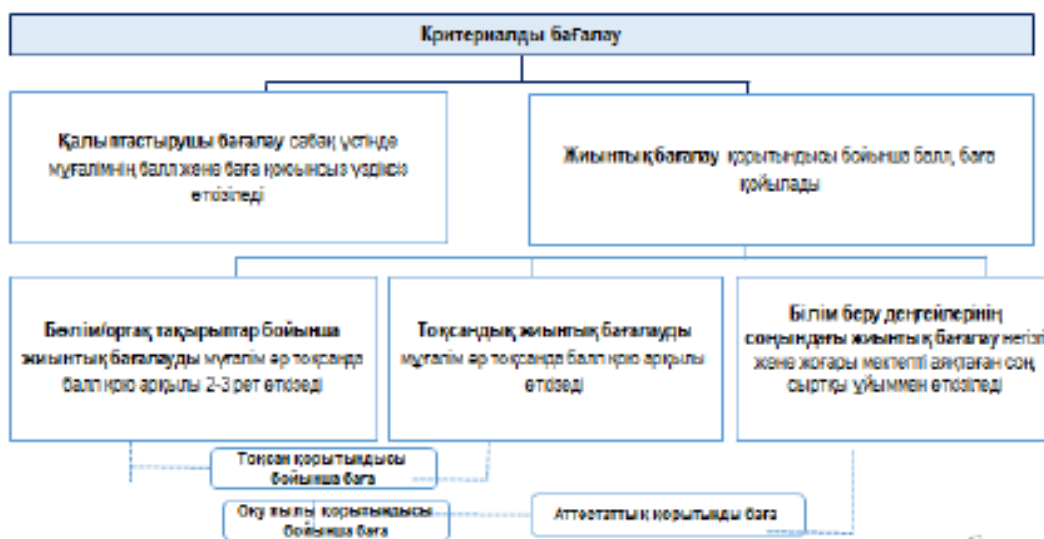 Критериалды бағалау
Қалыптастырушы бағалау сабақ үстінде
мұғалімнің балл және баға қоюынсыз үздіксіз
өткізіледі
Жиынтық бағалау қорытындысы бойынша балл, баға
қойылады
Бөлім/ортақ тақырыптар бойынша
жиынтық бағалауды мұғалім әр тоқсанда
балл қою арқылы 2-3 рет өткізеді
Тоқсандық жиынтық бағалауды
мұғалім әр тоқсанда балл қою арқылы
өткізеді
Білім беру деңгейлерінің
соңындағы жиынтық бағалау негізгі
және жоғары мектепті аяқтаған соң,
сыртқы ұйыммен өткізіледі
Тоқсан қорытындысы
бойынша баға
Оқу жылы қорытындысы
бойынша баға
Аттестаттық қорытынды баға